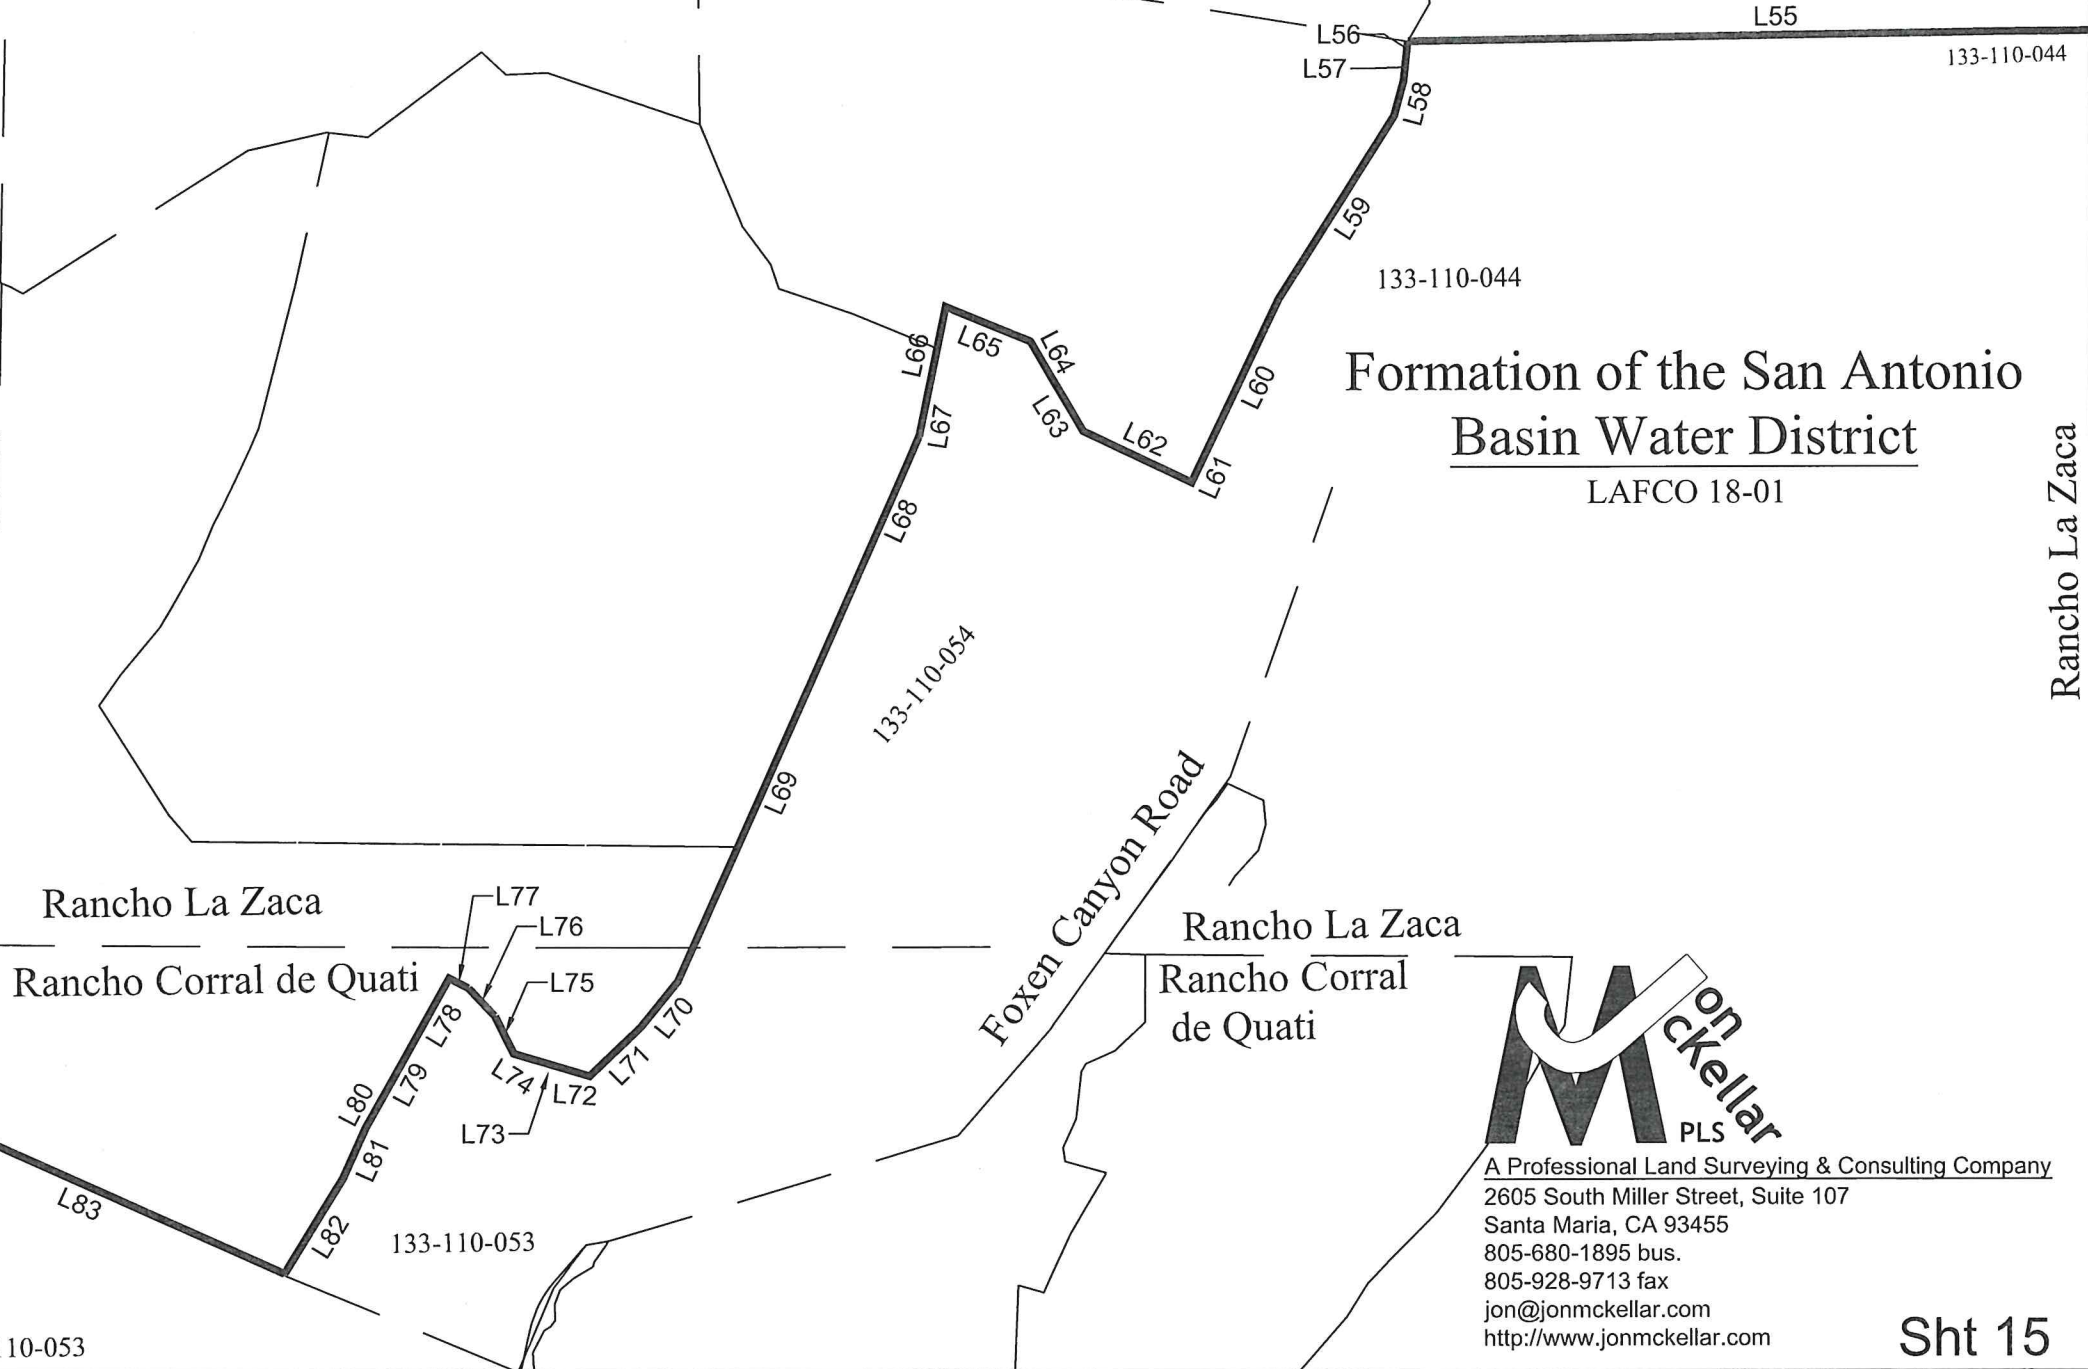 L55
L56
133-110-044
L57
L58
L59
133-110-044
L66
L65
L64
Formation of the San Antonio
Basin Water District
LAFCO 18-01
L60
L67
L63
L62
L61
Rancho La Zaca
L68
133-110-054
L69
Foxen Canyon Road
Rancho La Zaca
L77
L76
Rancho La Zaca
Rancho Corral de Quati
L75
Rancho Corral
de Quati
L78
L70
L74
L71
L79
L72
L73
L80
L81
L83
L82
133-110-053
10-053
on
ckellar
PLS
A Professional Land Surveying & Consulting Company
2605 South Miller Street, Suite 107
Santa Maria, CA 93455
805-680-1895 bus.
805-928-9713 fax
jon@jonmckellar.com
http://www.jonmckellar.com
Sht 15